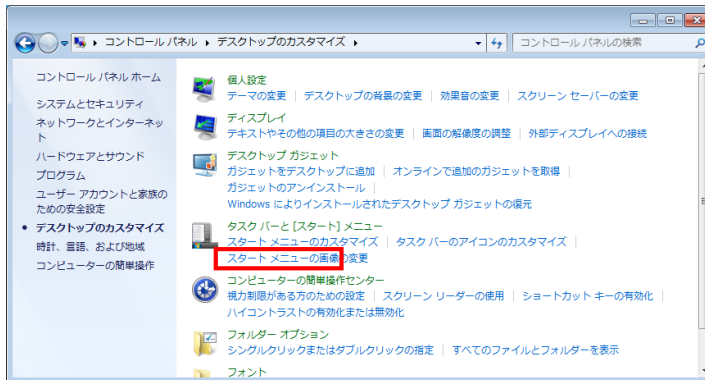 コントロール パネル ▸ デスクトップのカスタマイズ ▸
コントロール パネルの検索
コントロール パネル ホーム
システムとセキュリティ
ネットワークとインターネッ
ト
ハードウェアとサウンド
プログラム
ユーザー アカウントと家族の
ための安全設定
• デスクトップのカスタマイズ
時計、言語、および地域
コンピューターの簡単操作
個人設定
テーマの変更 | デスクトップの背景の変更 | 効果音の変更 | スクリーン セーバーの変更
ディスプレイ
テキストやその他の項目の大きさの変更 | 画面の解像度の調整 | 外部ディスプレイへの接続
デスクトップ ガジェット
ガジェットをデスクトップに追加 | オンラインで追加のガジェットを取得 |
ガジェットのアンインストール |
Windows によりインストールされたデスクトップ ガジェットの復元
タスク バーと [スタート] メニュー
スタート メニューのカスタマイズ | タスク バーのアイコンのカスタマイズ |
スタート メニューの画像の変更
コンピューターの簡単操作センター
視力制限がある方のための設定 | スクリーン リーダーの使用 | ショートカット キーの有効化 |
ハイコントラストの有効化または無効化
フォルダー オプション
シングルクリックまたはダブルクリックの指定 | すべてのファイルとフォルダーを表示
フォント